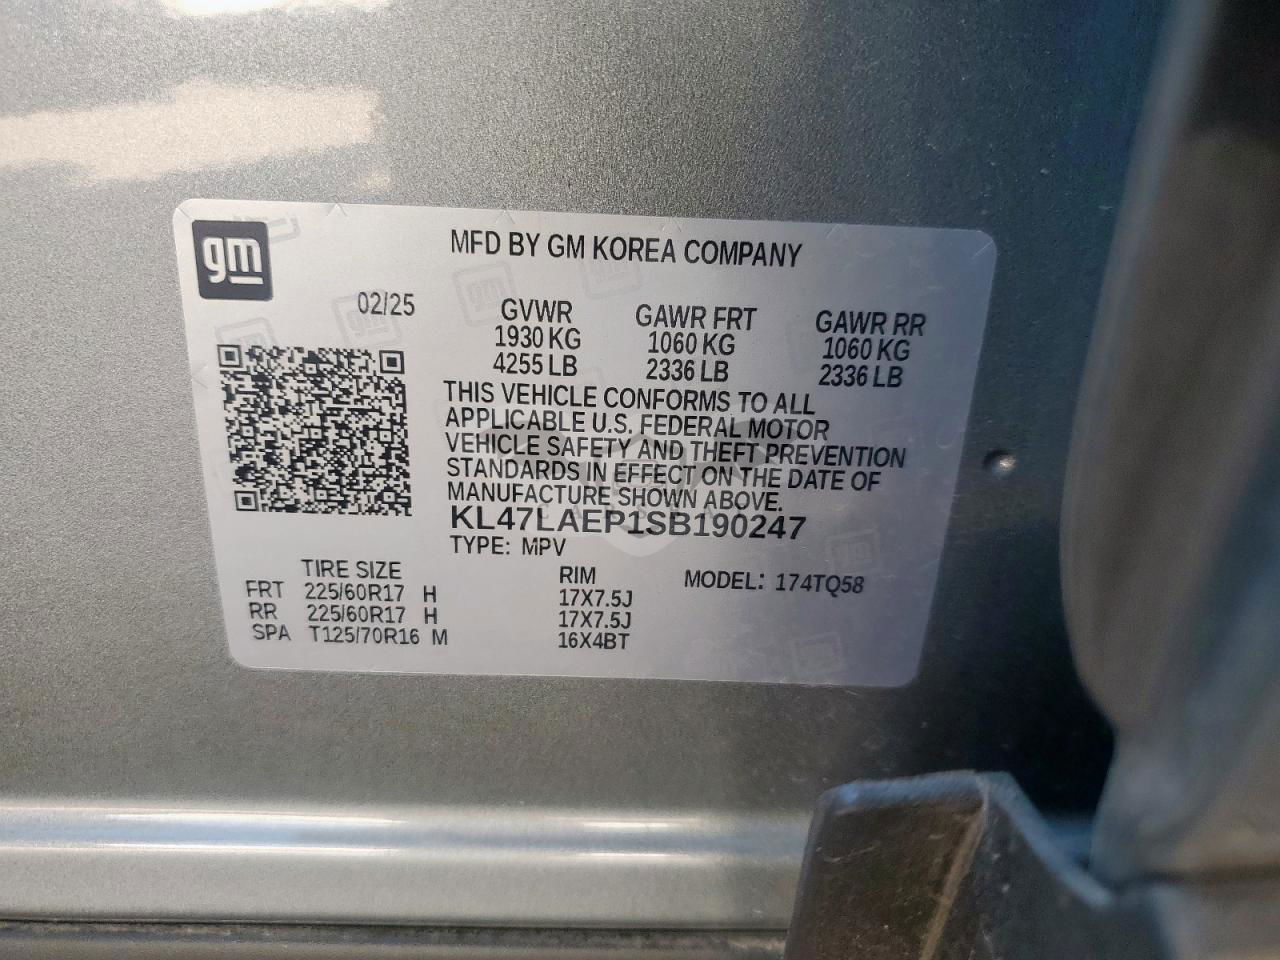 gm
MFD BY GM KOREA COMPANY
02/25
GVWR GAWR FRT GAWR RR
1930 KG 1060 KG 1060 KG
4255 LB 2336 LB 2336 LB
THIS VEHICLE CONFORMS TO ALL
APPLICABLE U.S. FEDERAL MOTOR
VEHICLE SAFETY AND THEFT PREVENTION
STANDARDS IN EFFECT ON THE DATE OF
MANUFACTURE SHOWN ABOVE.
KL47LAEP1SB190247
TYPE: MPV
TIRE SIZE RIM MODEL: 174TQ58
FRT 225/60R17 H 17X7.5J
RR 225/60R17 H 17X7.5J
SPA T125/70R16 M 16X4BT